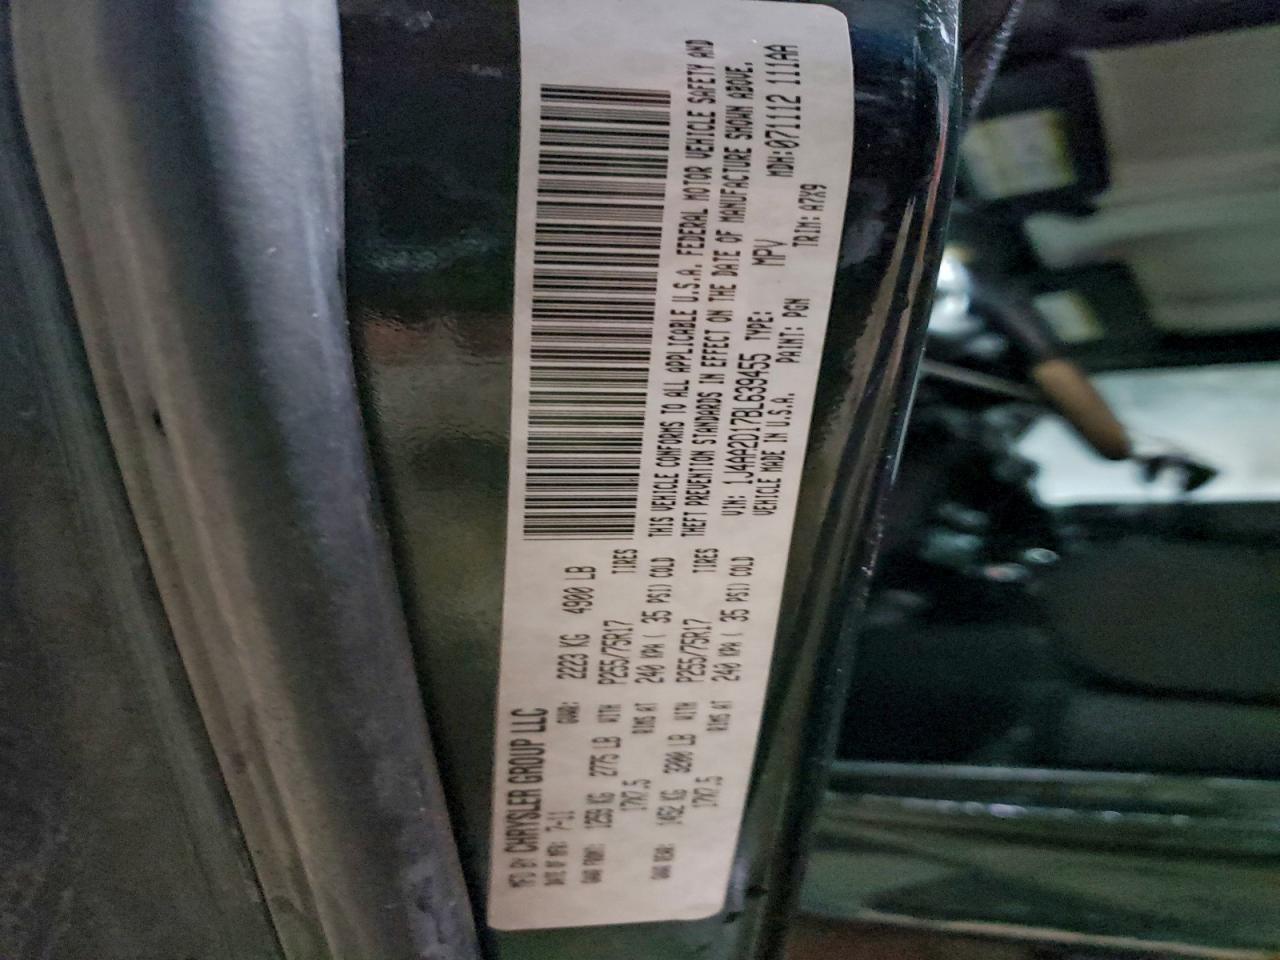 MFD BY CHRYSLER GROUP LLC
DATE OF MFR: 7-11 GVWR: 2223 KG 4900 LB
GAW FRONT: 1259 KG 2775 LB WITH P255/75R17 TIRES
17X7.5 RIMS AT 240 KPA ( 35 PSI) COLD
GAW REAR: 1452 KG 3200 LB WITH P255/75R17 TIRES
17X7.5 RIMS AT 240 KPA ( 35 PSI) COLD
THIS VEHICLE CONFORMS TO ALL APPLICABLE U.S.A. FEDERAL MOTOR VEHICLE SAFETY AND
THEFT PREVENTION STANDARDS IN EFFECT ON THE DATE OF MANUFACTURE SHOWN ABOVE.
VIN: 1J4AA2D17BL639455 TYPE: MPV MDH:071112 111AA
VEHICLE MADE IN U.S.A. PAINT: PGM TRIM: A7X9